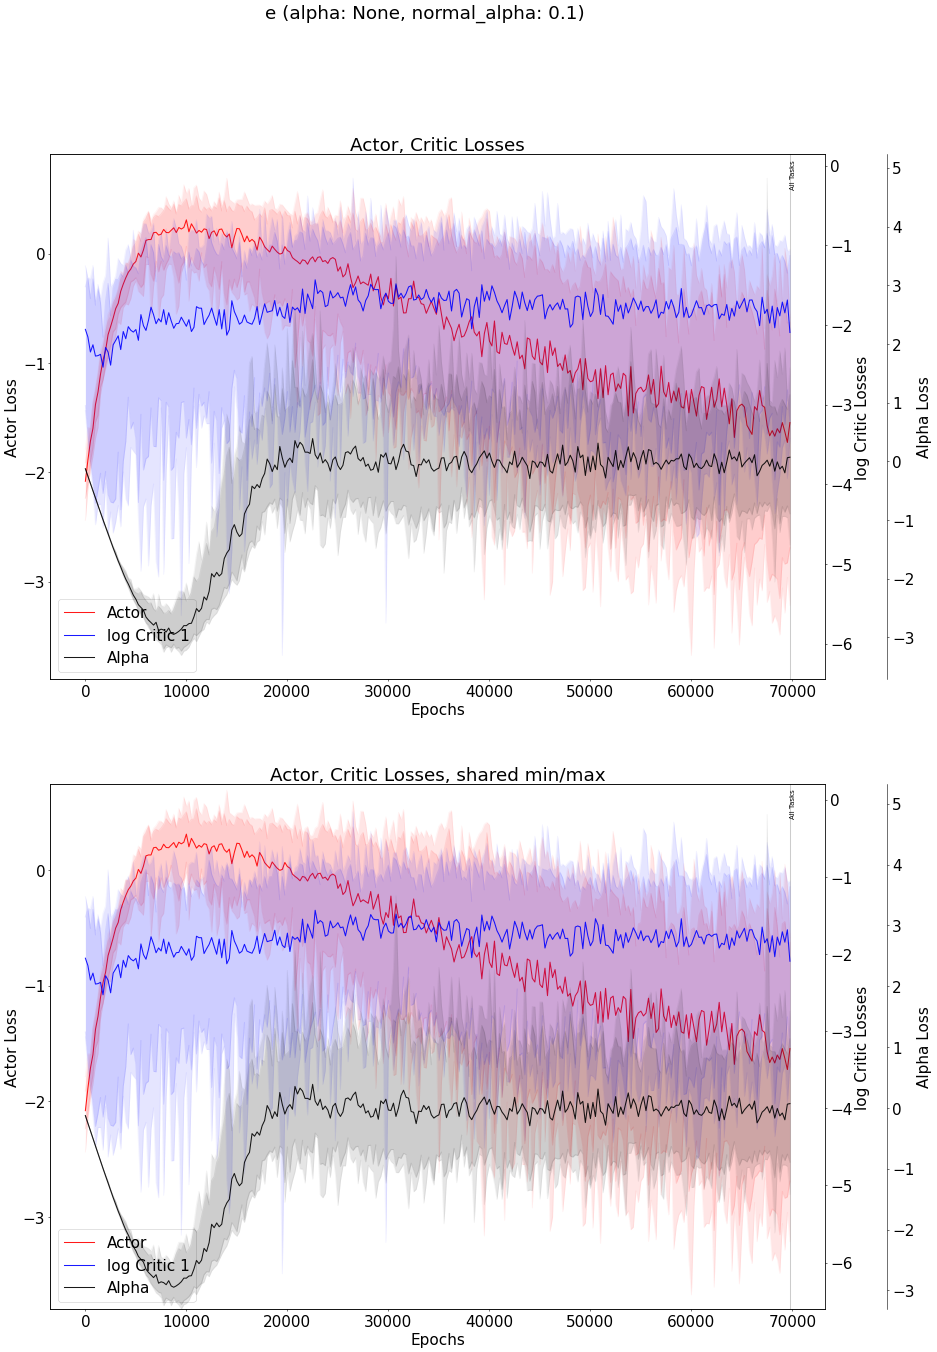 e (alpha: None, normal_alpha: 0.1)
Actor, Critic Losses
All Tasks
0
−1
−2
−3
Actor Loss
0
−1
−2
−3
−4
−5
−6
log Critic Losses
5
4
3
2
1
0
−1
−2
−3
Alpha Loss
Actor
log Critic 1
Alpha
0 10000 20000 30000 40000 50000 60000 70000
Epochs
Actor, Critic Losses, shared min/max
All Tasks
0
−1
−2
−3
Actor Loss
0
−1
−2
−3
−4
−5
−6
log Critic Losses
5
4
3
2
1
0
−1
−2
−3
Alpha Loss
Actor
log Critic 1
Alpha
0 10000 20000 30000 40000 50000 60000 70000
Epochs